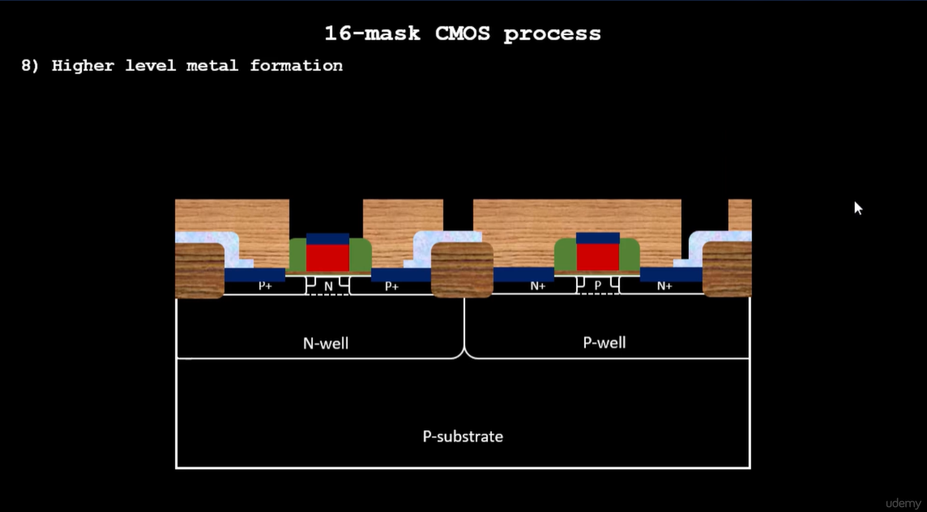 16-mask CMOS process
8) Higher level metal formation
P+ N P+ N+ P N+
N-well P-well
P-substrate
udemy